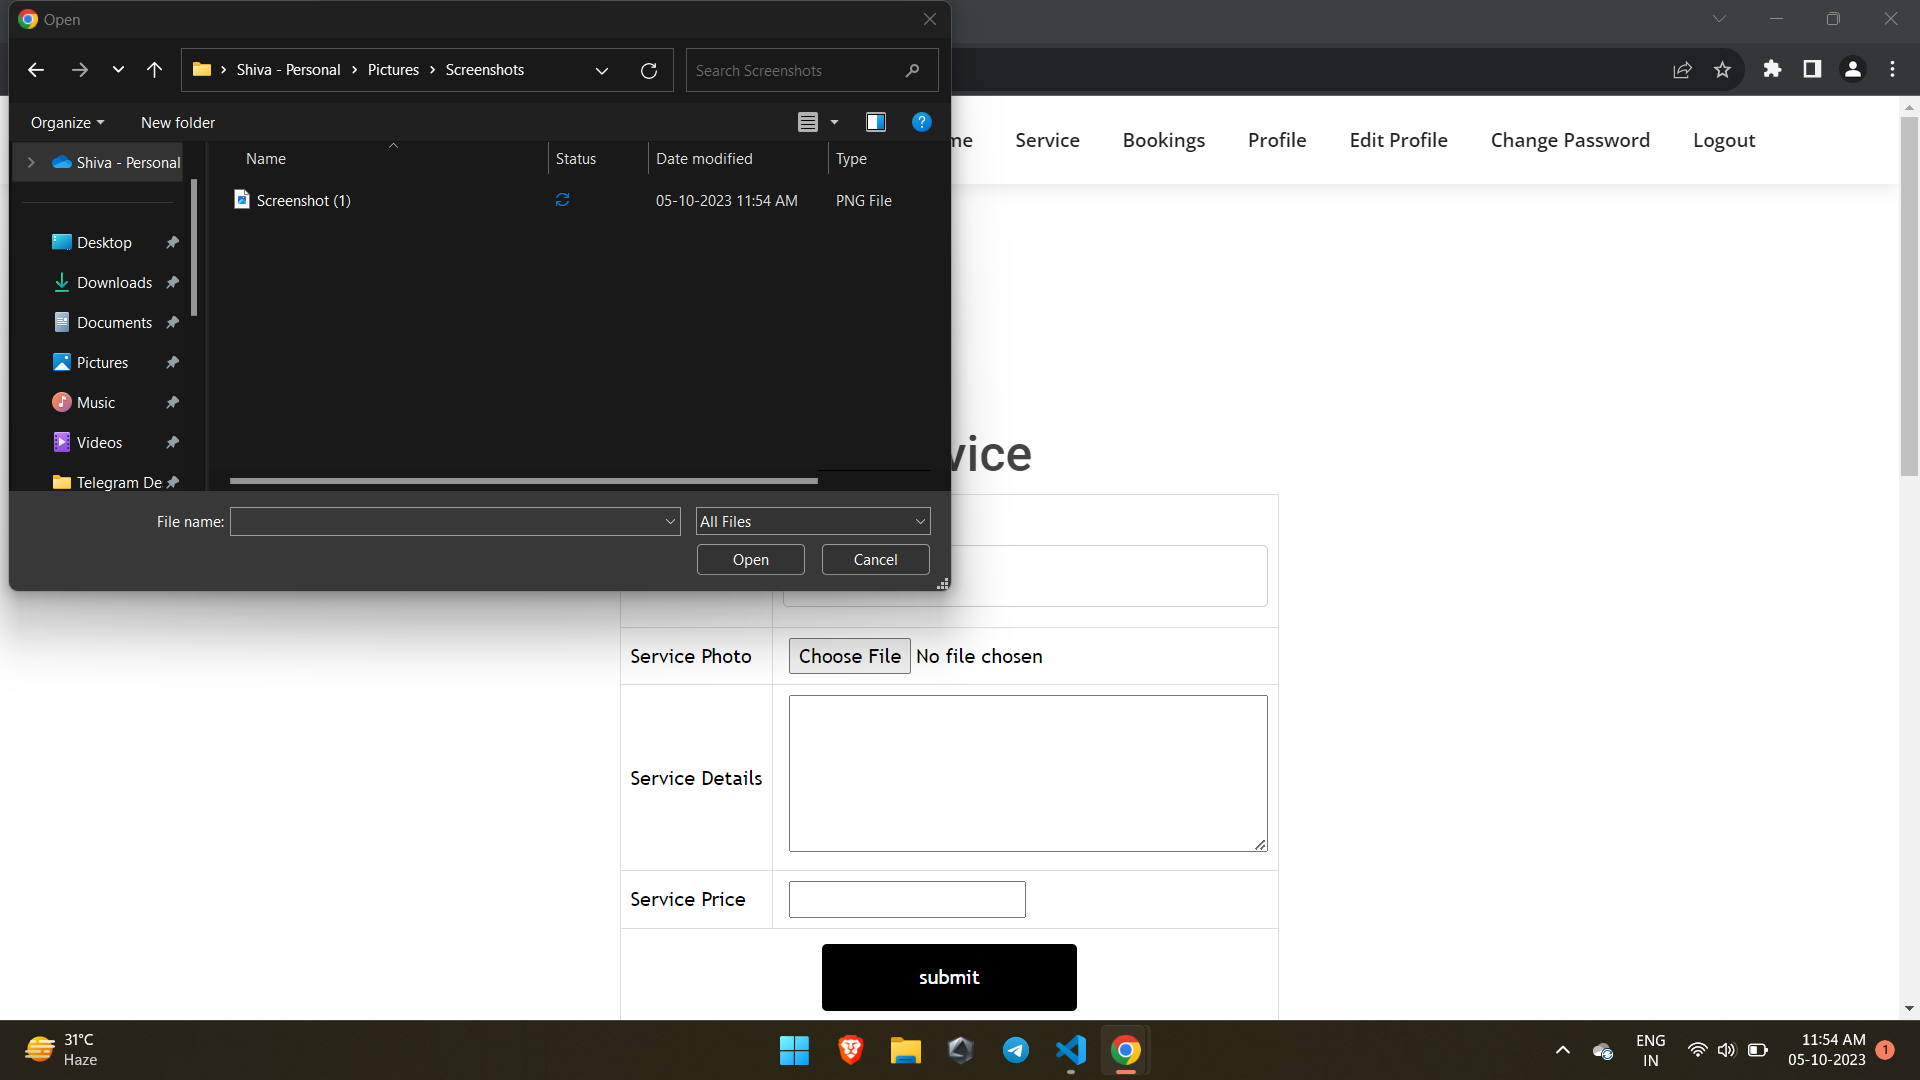 Open
Shiva - Personal > Pictures > Screenshots
Search Screenshots
Organize
New folder
?
Shiva - Personal
Desktop
Downloads
Documents
Pictures
Music
Videos
Telegram De
Name
Status
Date modified
Type
Screenshot (1)
05-10-2023 11:54 AM
PNG File
File name:
All Files
Open
Cancel
me
Service
Bookings
Profile
Edit Profile
Change Password
Logout
vice
Service Photo
Choose File No file chosen
Service Details
Service Price
submit
31°C
Haze
ENG
IN
11:54 AM
05-10-2023
1